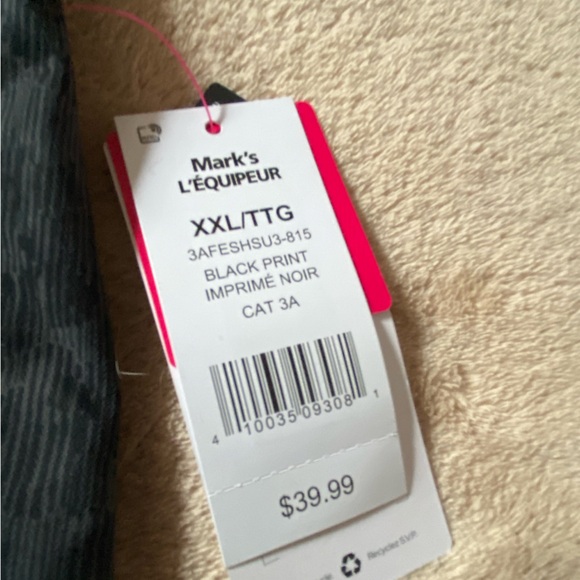 Mark's
L'ÉQUIPEUR
XXL/TTG
3AFESHSU3-815
BLACK PRINT
IMPRIMÉ NOIR
CAT 3A
4 10035 09308 1
$39.99